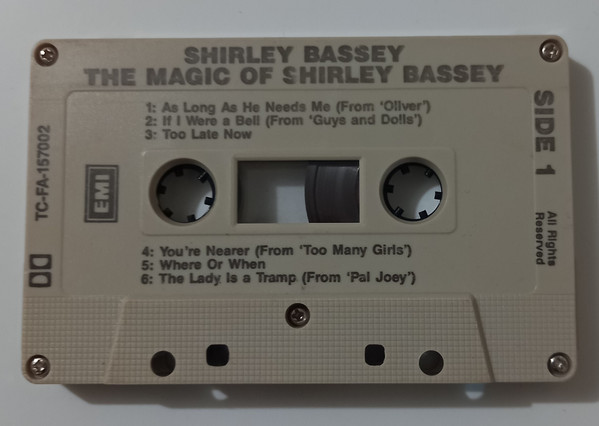 SHIRLEY BASSEY
THE MAGIC OF SHIRLEY BASSEY
1: As Long As He Needs Me (From 'Oliver')
2: If I Were a Bell (From 'Guys and Dolls')
3: Too Late Now
SIDE 1
TC-FA-157002
EMI
All Rights
Reserved
4: You're Nearer (From 'Too Many Girls')
5: Where Or When
6: The Lady Is a Tramp (From 'Pal Joey')